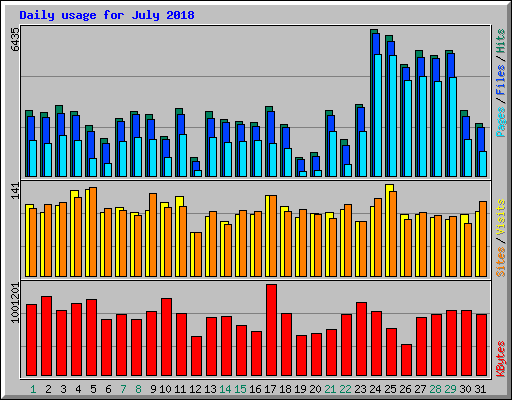 Daily usage for July 2018
6435
Pages / Files / Hits
141
Sites / Visits
1001201
KBytes
1 2 3 4 5 6 7 8 9 10 11 12 13 14 15 16 17 18 19 20 21 22 23 24 25 26 27 28 29 30 31